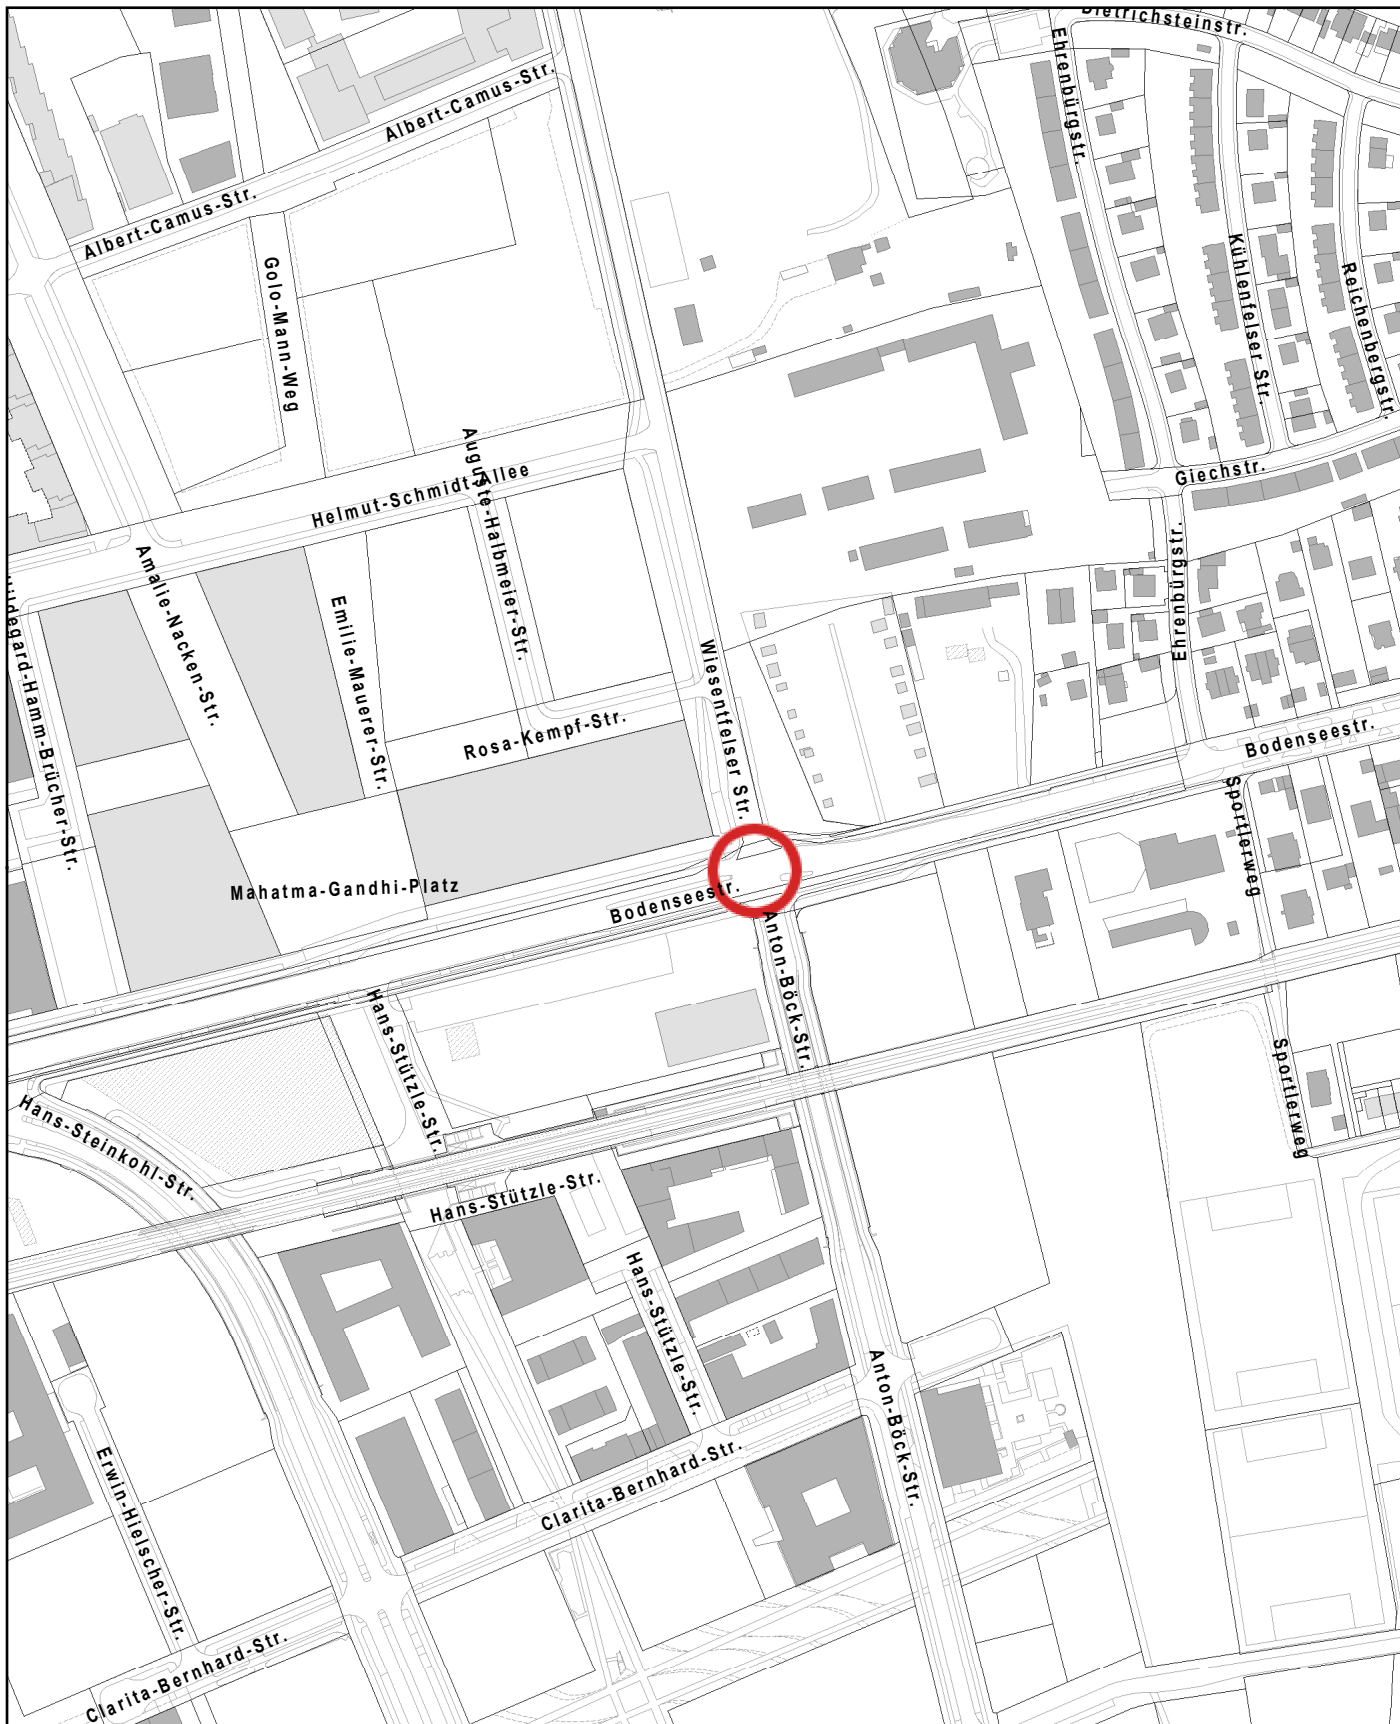 Dietrichsteinstr.
Ehrenbürgstr.
Albert-Camus-Str.
Albert-Camus-Str.
Golo-Mann-Weg
Kühlenfelser Str.
Reichenbergstr.
Auguste-Halbmeier-Str.
Helmut-Schmidt-Allee
Giechstr.
Ehrenbürgstr.
Amalie-Nacken-Str.
Emilie-Mauerer-Str.
Hildegard-Hamm-Brücher-Str.
Wiesentfelser Str.
Rosa-Kempf-Str.
Bodenseestr.
Sportlerweg
Mahatma-Gandhi-Platz
Bodenseestr.
Anton-Böck-Str.
Hans-Stützle-Str.
Sportlerweg
Hans-Steinkohl-Str.
Hans-Stützle-Str.
Hans-Stützle-Str.
Anton-Böck-Str.
Clarita-Bernhard-Str.
Erwin-Hielscher-Str.
Clarita-Bernhard-Str.